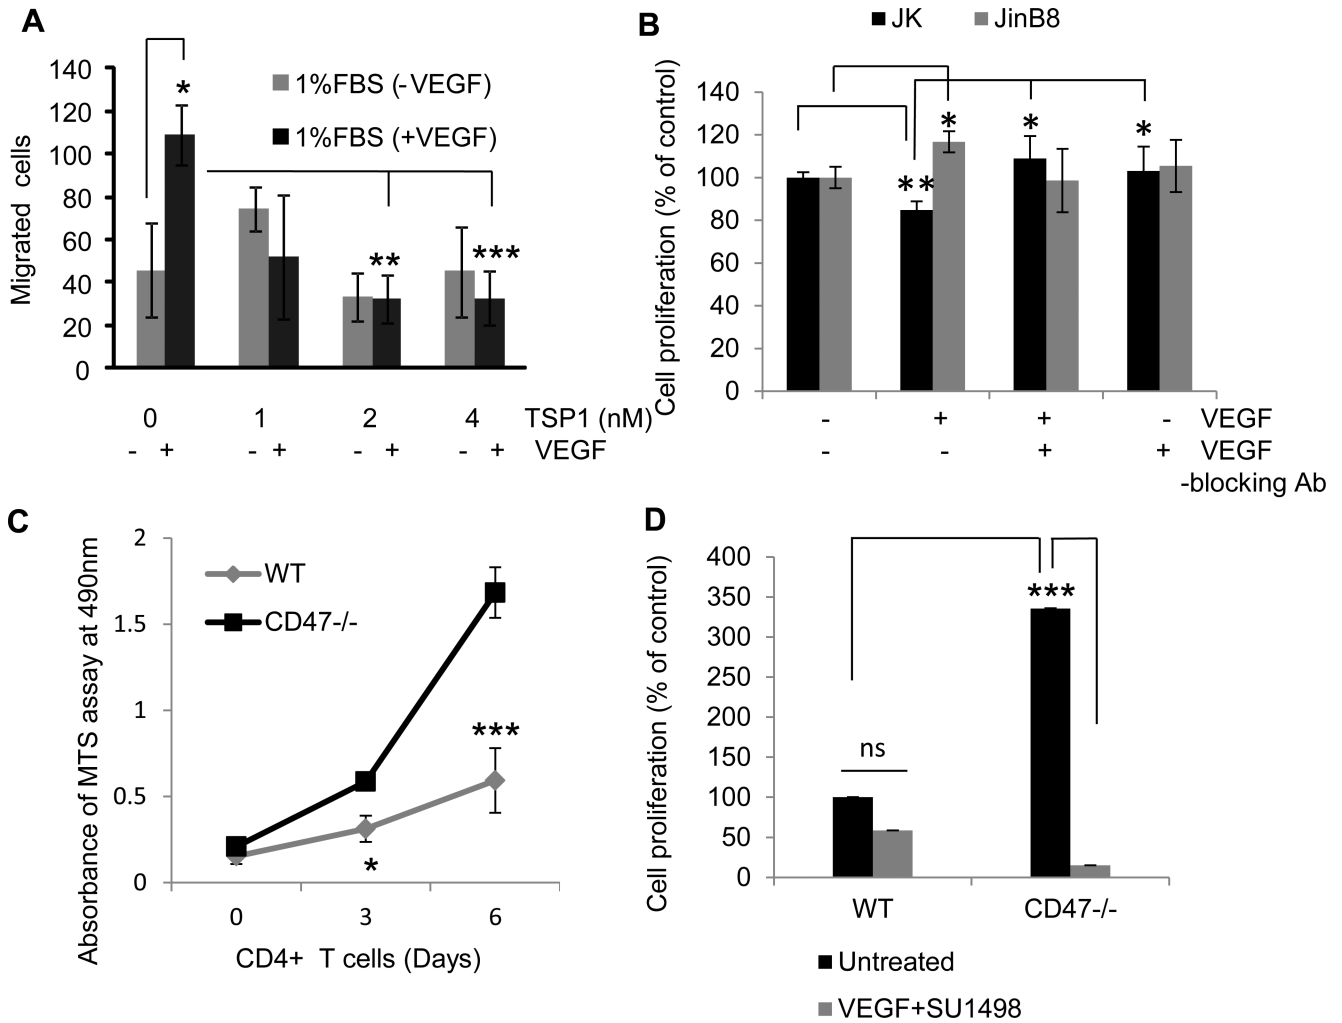 A
1%FBS (-VEGF)
1%FBS (+VEGF)
Migrated cells
140
120
100
80
60
40
20
0
*
**
***
0 1 2 4 TSP1 (nM)
- + - + - + - + VEGF
B
JK JinB8
Cell proliferation (% of control)
140
120
100
80
60
40
20
0
**
*
*
*
- + + - VEGF
- - + + VEGF
-blocking Ab
C
WT
CD47-/-
Absorbance of MTS assay at 490nm
2
1.5
1
0.5
0
*
***
0 3 6
CD4+ T cells (Days)
D
Cell proliferation (% of control)
400
350
300
250
200
150
100
50
0
ns
***
WT CD47-/-
Untreated
VEGF+SU1498